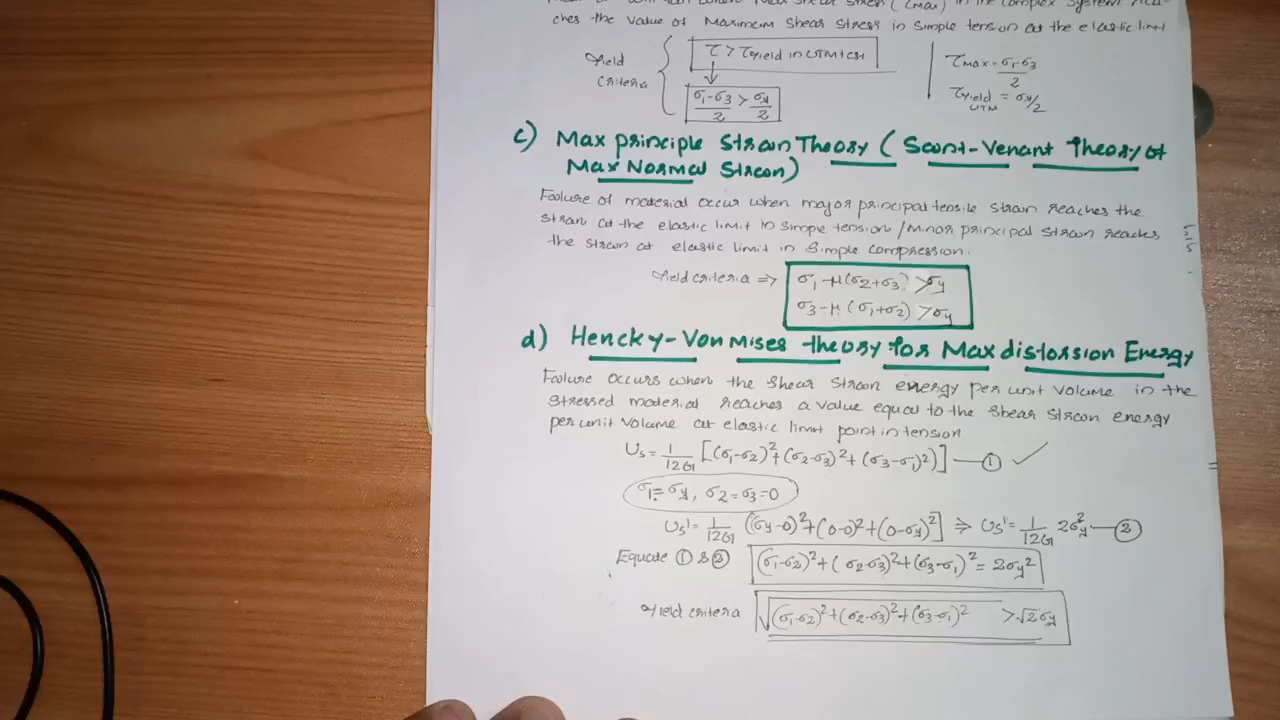 ches the value of Maximum Shear Stress in simple tension at the elastic limit
Yield criteria { τ > τyield in UTM test
↓
σ1-σ3/2 > σy/2
τmax = σ1-σ3/2
τyield UTM = σy/2
c) Max principle Strain Theory ( Saint-Venant Theory of
Max Normal Strain)
Failure of material occur when major principal tensile strain reaches the
strain at the elastic limit in simple tension / minor principal strain reaches
the strain at elastic limit in simple compression.
Yield criteria => σ1 - μ(σ2+σ3) > σy
σ3 - μ (σ1+σ2) > σy
d) Hencky-Von Mises theory for Max distorsion Energy
Failure occurs when the shear strain energy per unit volume in the
stressed material reaches a value equal to the shear strain energy
per unit volume at elastic limit point in tension
Us = 1/12G [(σ1-σ2)²+(σ2-σ3)²+(σ3-σ1)²)] — ① ✓
σ1 = σy, σ2 = σ3 = 0
Us' = 1/12G [(σy-0)²+(0-0)²+(0-σy)²] ⇒ Us' = 1/12G 2σy² — ②
Equate ① & ② (σ1-σ2)²+(σ2-σ3)²+(σ3-σ1)² = 2σy²
Yield criteria √(σ1-σ2)²+(σ2-σ3)²+(σ3-σ1)² > √2 σy